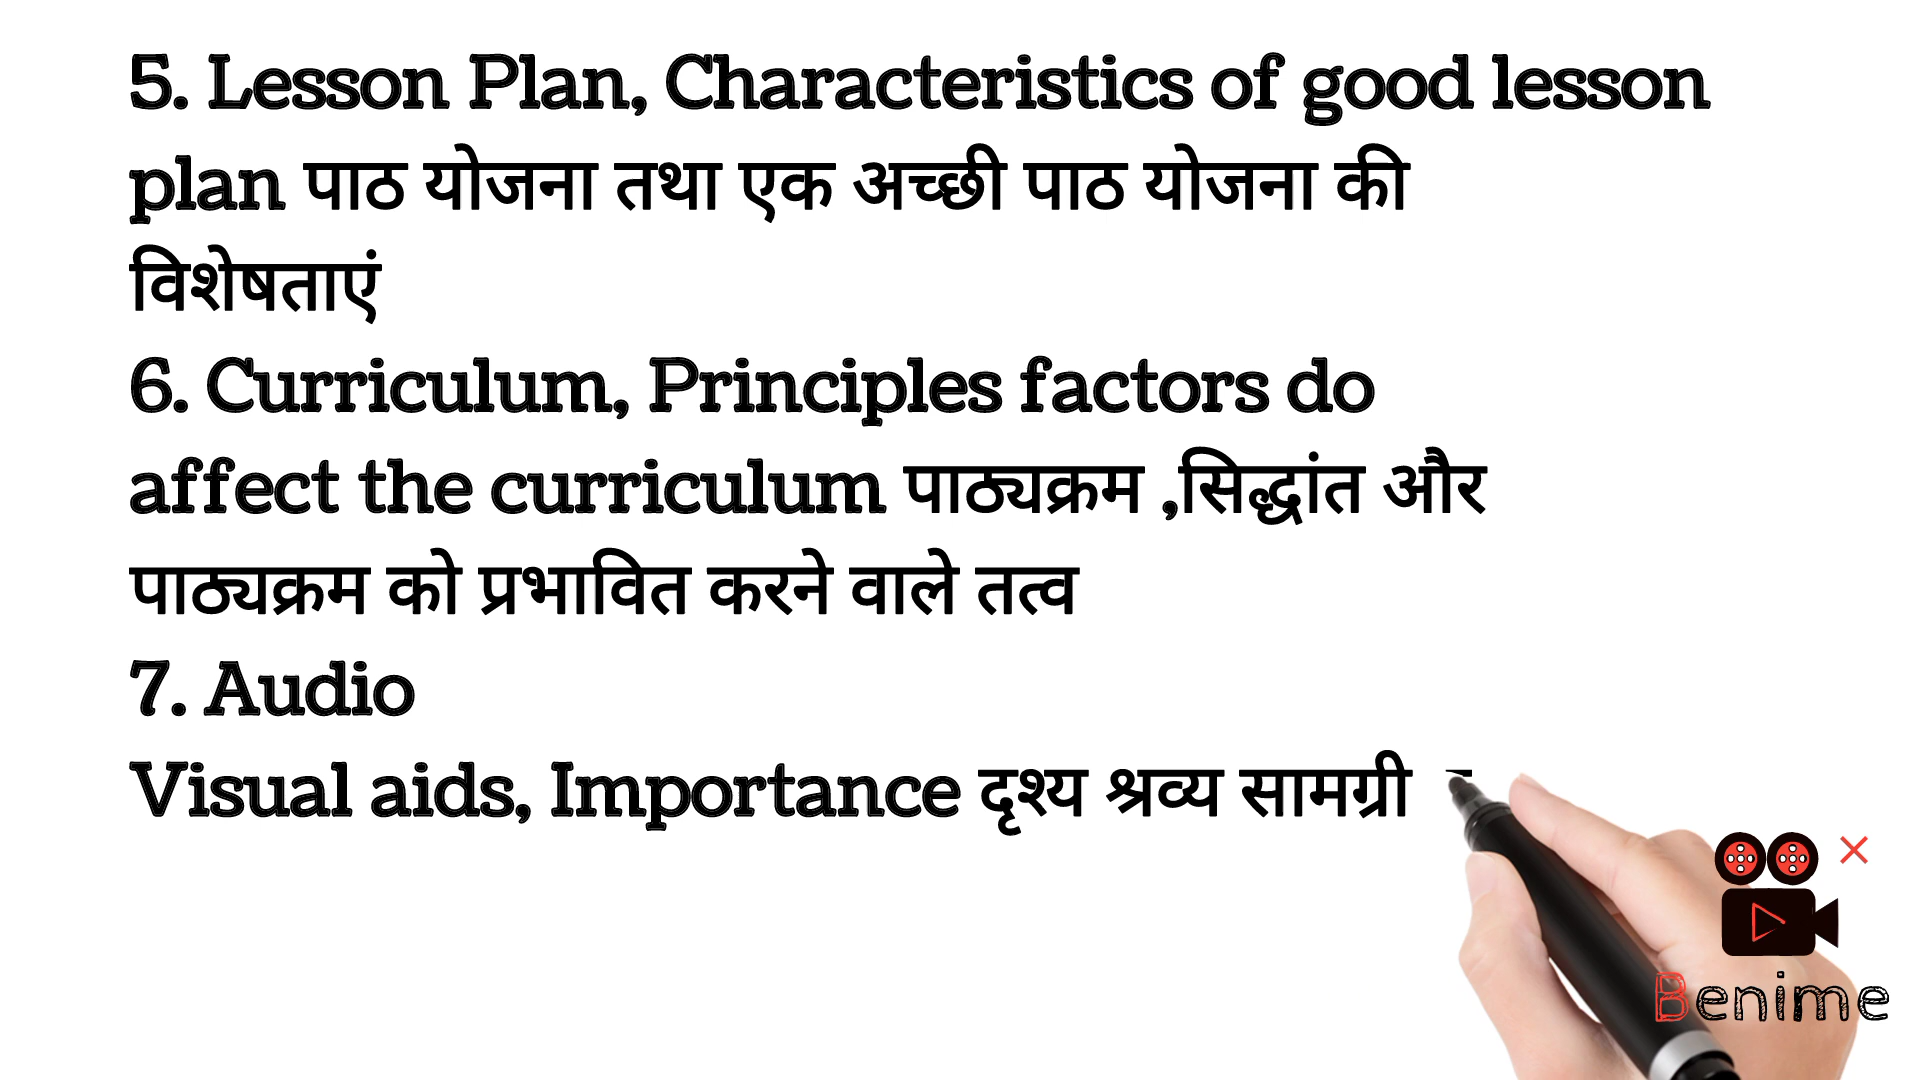 5. Lesson Plan, Characteristics of good lesson
plan पाठ योजना तथा एक अच्छी पाठ योजना की
विशेषताएं
6. Curriculum, Principles factors do
affect the curriculum पाठ्यक्रम ,सिद्धांत और
पाठ्यक्रम को प्रभावित करने वाले तत्व
7. Audio
Visual aids, Importance दृश्य श्रव्य सामग्री
Benime